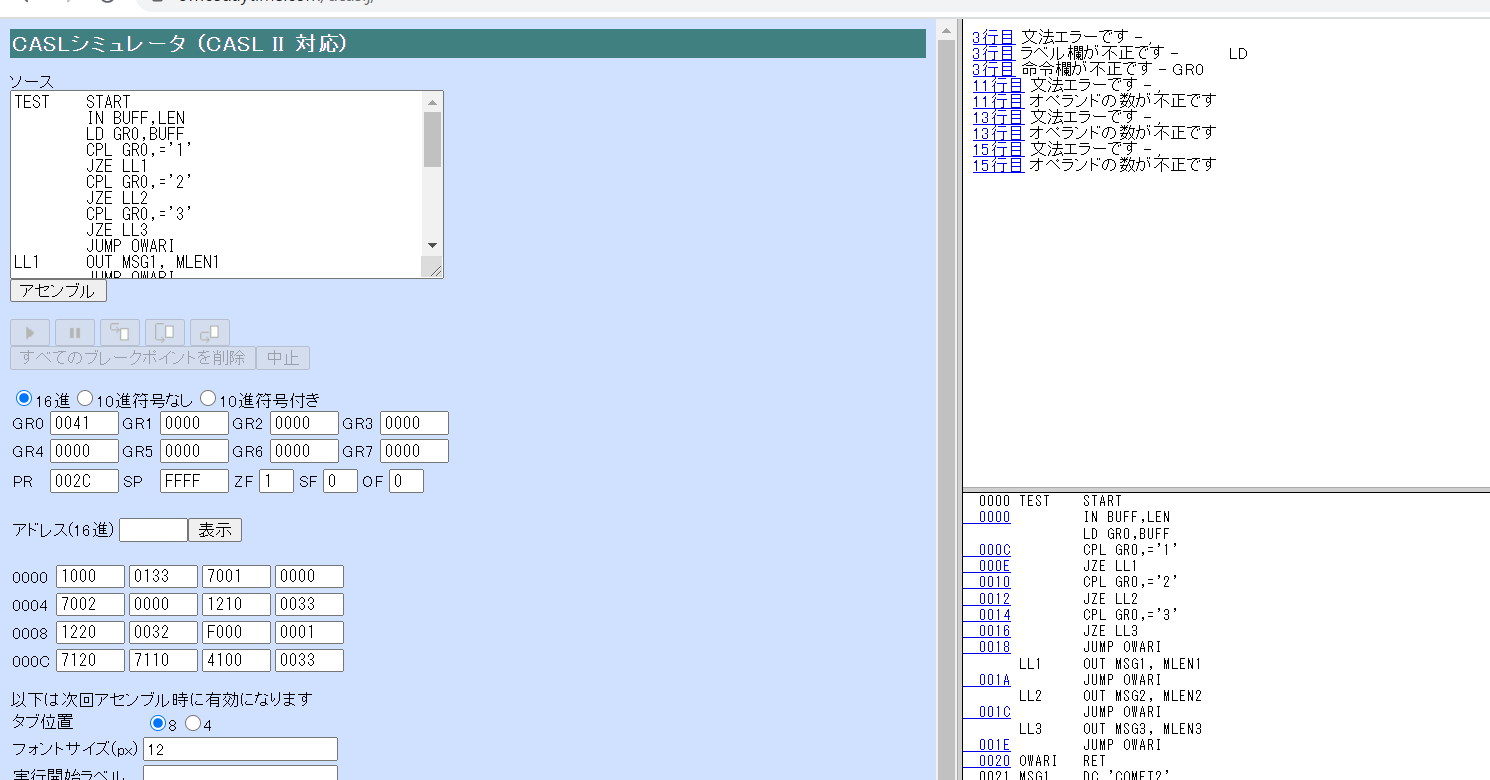 CASLシミュレータ (CASL II 対応)
ソース
TEST START
IN BUFF,LEN
LD GR0,BUFF
CPL GR0,='1'
JZE LL1
CPL GR0,='2'
JZE LL2
CPL GR0,='3'
JZE LL3
JUMP OWARI
LL1 OUT MSG1, MLEN1
JUMP OWARI
アセンブル
すべてのブレークポイントを削除 中止
16進 10進符号なし 10進符号付き
GR0 0041 GR1 0000 GR2 0000 GR3 0000
GR4 0000 GR5 0000 GR6 0000 GR7 0000
PR 002C SP FFFF ZF 1 SF 0 OF 0
アドレス(16進) 表示
0000 1000 0133 7001 0000
0004 7002 0000 1210 0033
0008 1220 0032 F000 0001
000C 7120 7110 4100 0033
以下は次回アセンブル時に有効になります
タブ位置 8 4
フォントサイズ(px) 12
実行開始ラベル
3行目 文法エラーです - ,
3行目 ラベル欄が不正です - LD
3行目 命令欄が不正です - GR0
11行目 文法エラーです - ,
11行目 オペランドの数が不正です
13行目 文法エラーです - ,
13行目 オペランドの数が不正です
15行目 文法エラーです - ,
15行目 オペランドの数が不正です
0000 TEST START
0000 IN BUFF,LEN
LD GR0,BUFF
000C CPL GR0,='1'
000E JZE LL1
0010 CPL GR0,='2'
0012 JZE LL2
0014 CPL GR0,='3'
0016 JZE LL3
0018 JUMP OWARI
LL1 OUT MSG1, MLEN1
001A JUMP OWARI
LL2 OUT MSG2, MLEN2
001C JUMP OWARI
LL3 OUT MSG3, MLEN3
001E JUMP OWARI
0020 OWARI RET
0021 MSG1 DC 'COMET2'